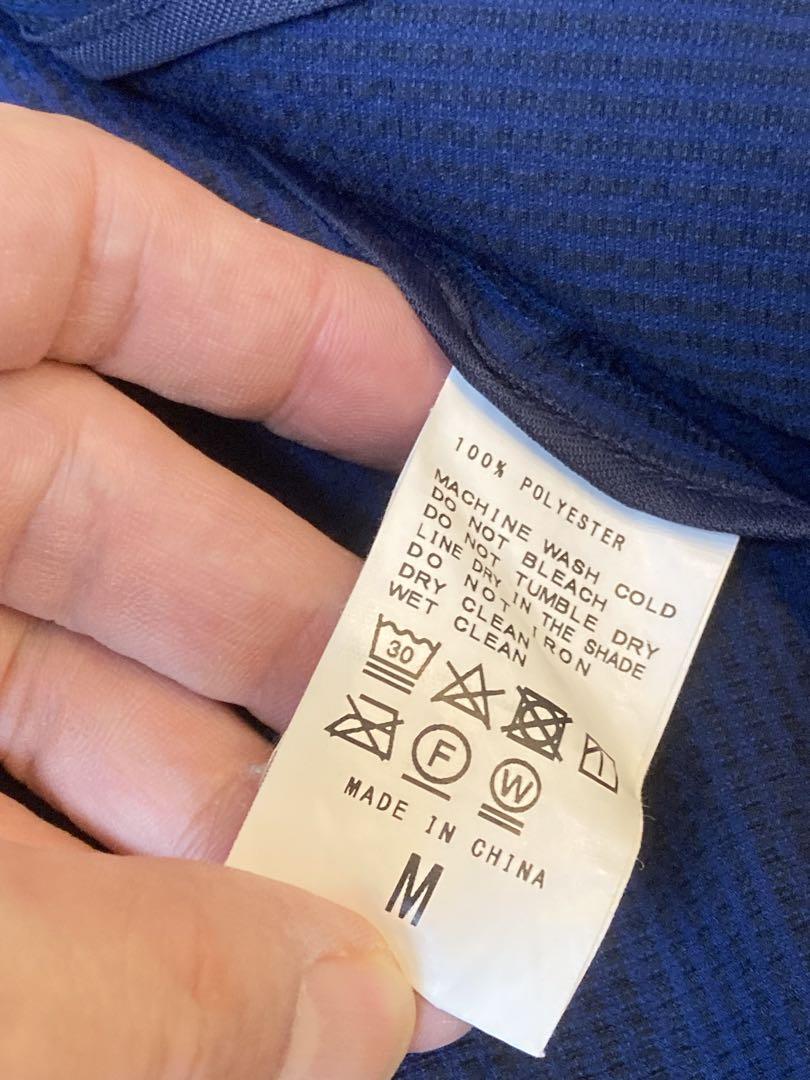 100% POLYESTER
MACHINE WASH COLD
DO NOT BLEACH
DO NOT TUMBLE DRY
LINE DRY IN THE SHADE
DO NOT IRON
DRY CLEAN
WET CLEAN
30
F
W
MADE IN CHINA
M